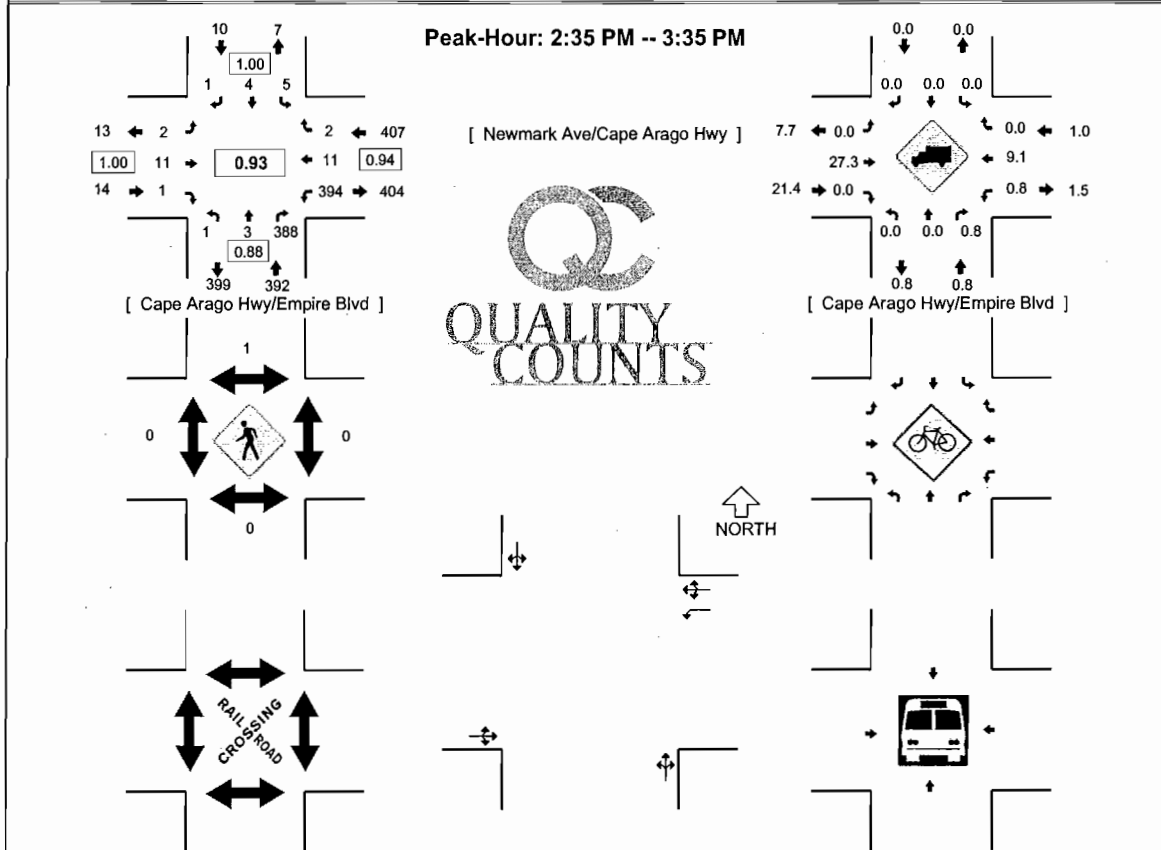 Peak-Hour: 2:35 PM -- 3:35 PM
10 7
1.00
1 4 5
13 2 2 407
1.00 11 0.93 11 0.94
14 1 394 404
1 3 388
0.88
399 392
[ Cape Arago Hwy/Empire Blvd ]
[ Newmark Ave/Cape Arago Hwy ]
QC
QUALITY
COUNTS
0.0 0.0
0.0 0.0 0.0
7.7 0.0 0.0 1.0
27.3 9.1
21.4 0.0 0.8 1.5
0.0 0.0 0.8
0.8 0.8
[ Cape Arago Hwy/Empire Blvd ]
1
0 0
0
NORTH
RAIL ROAD
CROSSING